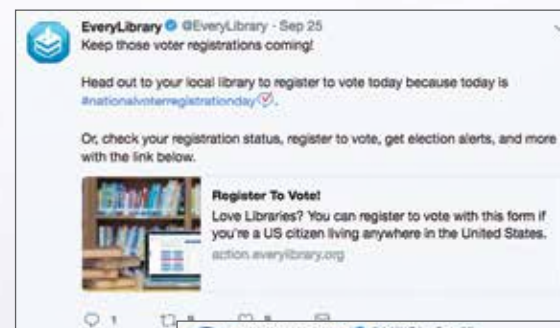 EveryLibrary @EveryLibrary · Sep 25
Keep those voter registrations coming!
Head out to your local library to register to vote today because today is
#nationalvoterregistrationday.
Or, check your registration status, register to vote, get election alerts, and more
with the link below.
Register To Vote!
Love Libraries? You can register to vote with this form if
you're a US citizen living anywhere in the United States.
action.everylibrary.org
1